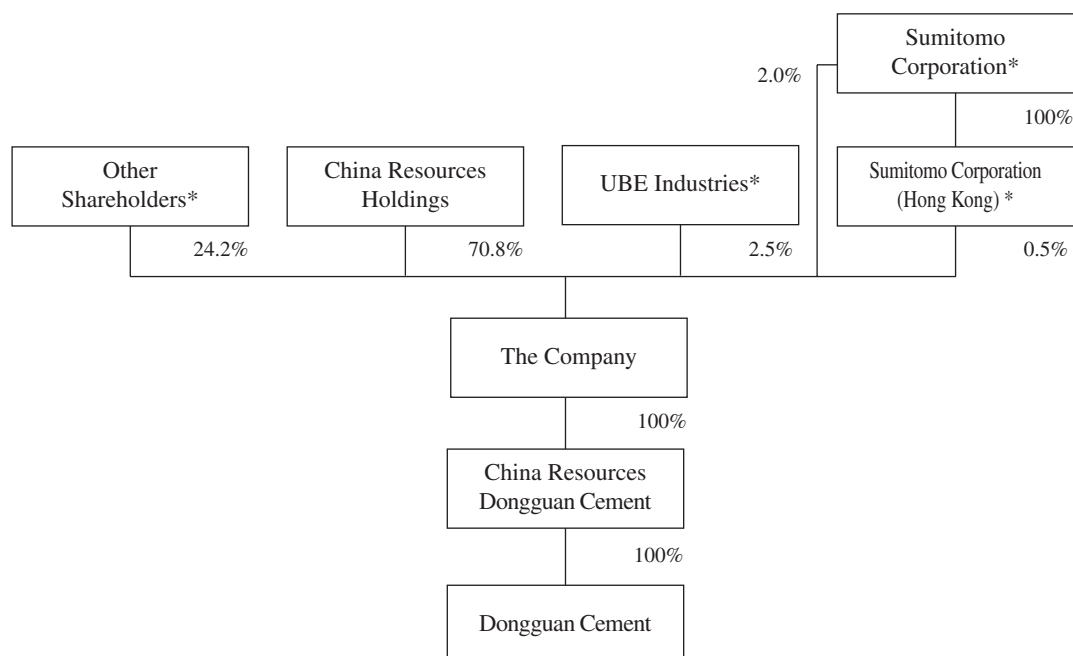 Sumitomo
Corporation*
2.0%
100%
Other
Shareholders*
China Resources
Holdings
UBE Industries*
Sumitomo Corporation
(Hong Kong) *
24.2%
70.8%
2.5%
0.5%
The Company
100%
China Resources
Dongguan Cement
100%
Dongguan Cement